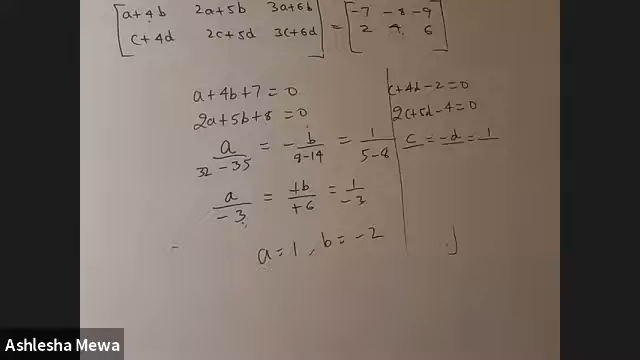 [a+4b 2a+5b 3a+6b] = [-7 -8 -9]
[c+4d 2c+5d 3c+6d] [2 4 6]
a+4b+7=0
2a+5b+8=0
a/32-35 = -b/8-14 = 1/5-8
a/-3 = +b/+6 = 1/-3
a=1, b=-2
c+4d-2=0
2c+5d-4=0
c = -d = 1
Ashlesha Mewa